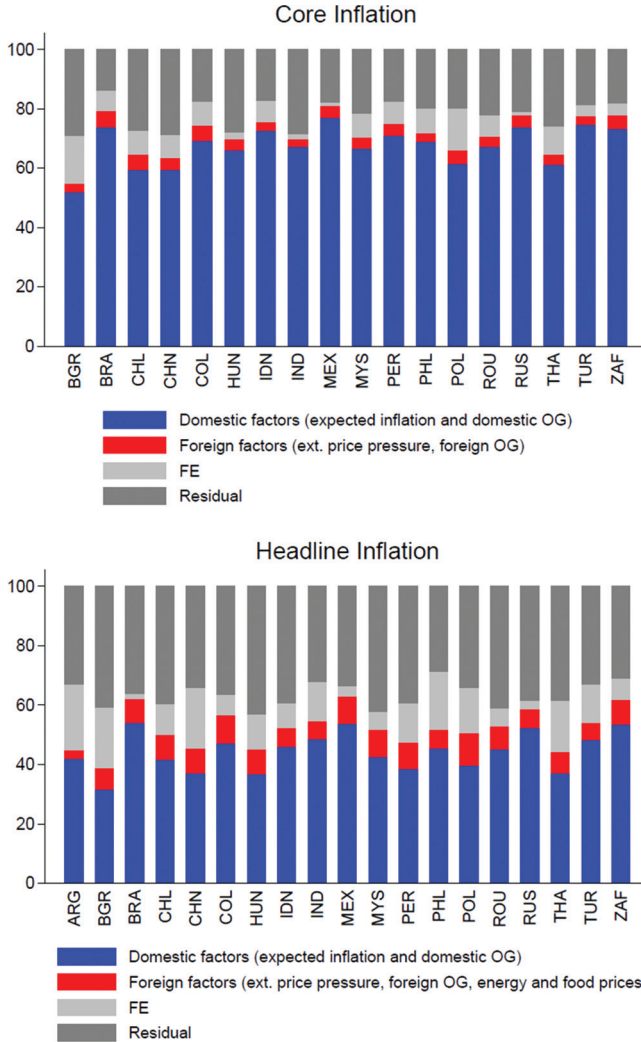 Core Inflation
100
80
60
40
20
0
BGR BRA CHL CHN COL HUN IDN IND MEX MYS PER PHL POL ROU RUS THA TUR ZAF
Domestic factors (expected inflation and domestic OG)
Foreign factors (ext. price pressure, foreign OG)
FE
Residual
Headline Inflation
100
80
60
40
20
0
ARG BGR BRA CHL CHN COL HUN IDN IND MEX MYS PER PHL POL ROU RUS THA TUR ZAF
Domestic factors (expected inflation and domestic OG)
Foreign factors (ext. price pressure, foreign OG, energy and food prices
FE
Residual